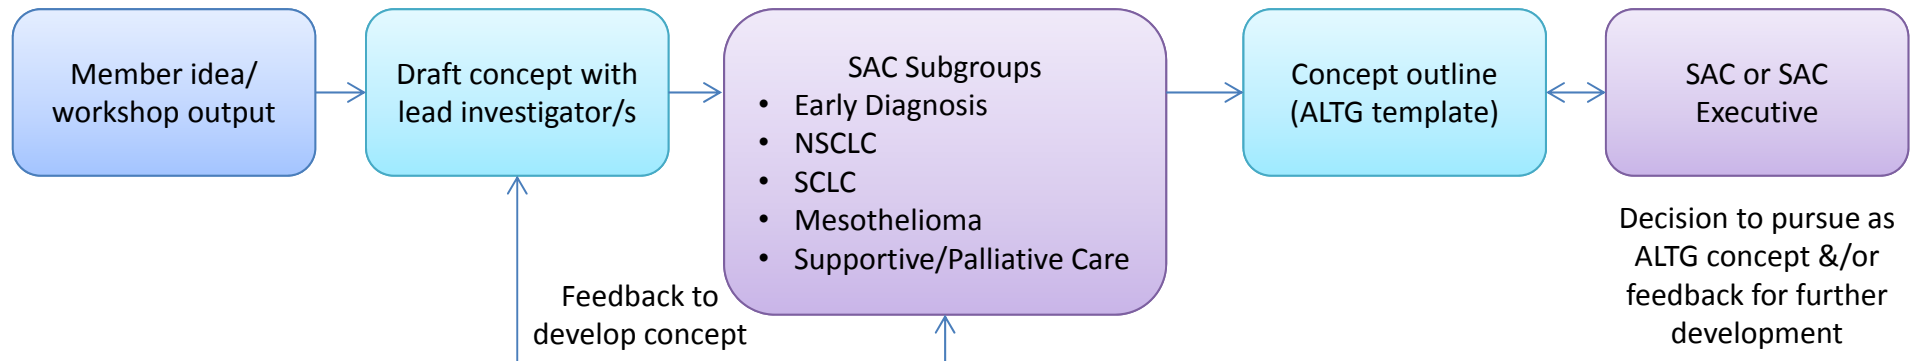 Member idea/
workshop output
Draft concept with
lead investigator/s
SAC Subgroups
• Early Diagnosis
• NSCLC
• SCLC
• Mesothelioma
• Supportive/Palliative Care
Concept outline
(ALTG template)
SAC or SAC
Executive
Feedback to
develop concept
Decision to pursue as
ALTG concept &/or
feedback for further
development